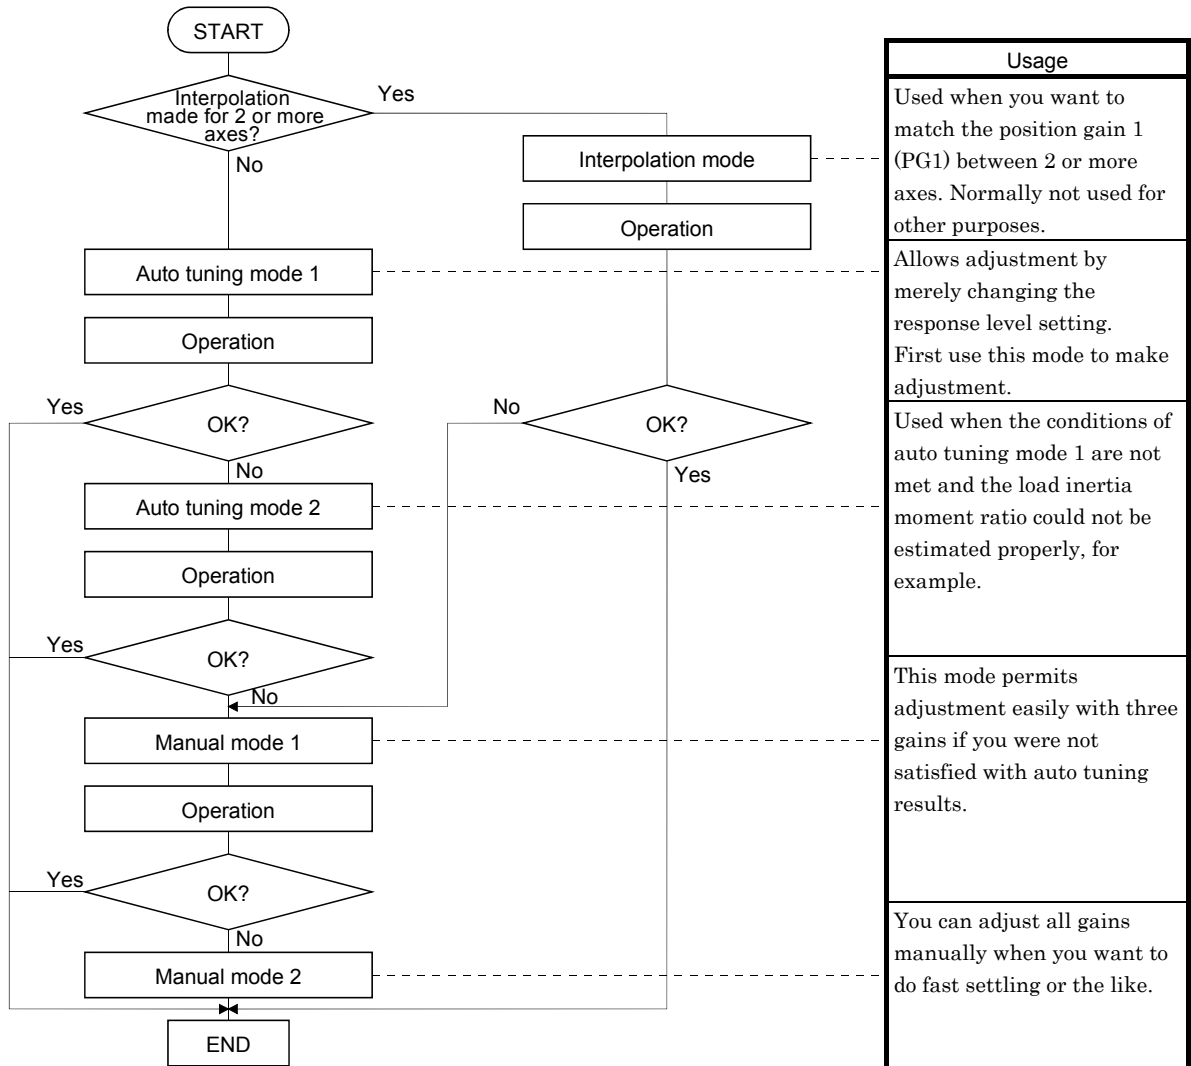 START
Interpolation
made for 2 or more
axes?
Yes
No
Interpolation mode
Operation
Auto tuning mode 1
Operation
Yes
OK?
No
No
OK?
Yes
Auto tuning mode 2
Operation
Yes
OK?
No
Manual mode 1
Operation
Yes
OK?
No
Manual mode 2
END
Usage
Used when you want to
match the position gain 1
(PG1) between 2 or more
axes. Normally not used for
other purposes.
Allows adjustment by
merely changing the
response level setting.
First use this mode to make
adjustment.
Used when the conditions of
auto tuning mode 1 are not
met and the load inertia
moment ratio could not be
estimated properly, for
example.
This mode permits
adjustment easily with three
gains if you were not
satisfied with auto tuning
results.
You can adjust all gains
manually when you want to
do fast settling or the like.